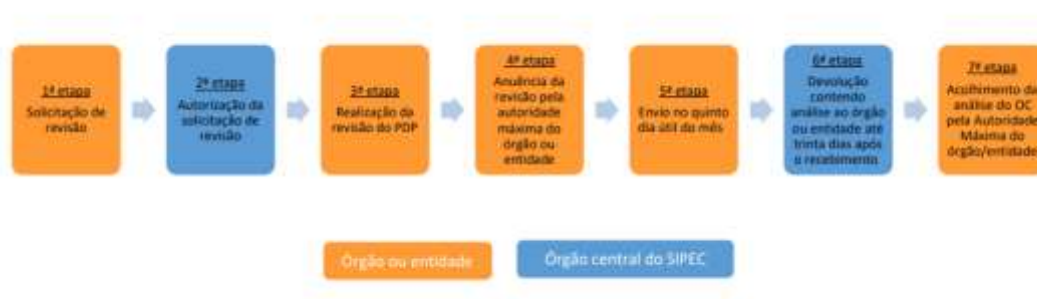 1ª etapa
Solicitação de
revisão
2ª etapa
Autorização da
solicitação de
revisão
3ª etapa
Realização da
revisão do PDP
4ª etapa
Anuência da
revisão pela
autoridade
máxima do
órgão ou
entidade
5ª etapa
Envio no quinto
dia útil do mês
6ª etapa
Devolução
contendo
análise ao órgão
ou entidade até
trinta dias após
o recebimento
7ª etapa
Acolhimento da
análise do OC
pela Autoridade
Máxima do
órgão/entidade
Órgão ou entidade
Órgão central do SIPEC